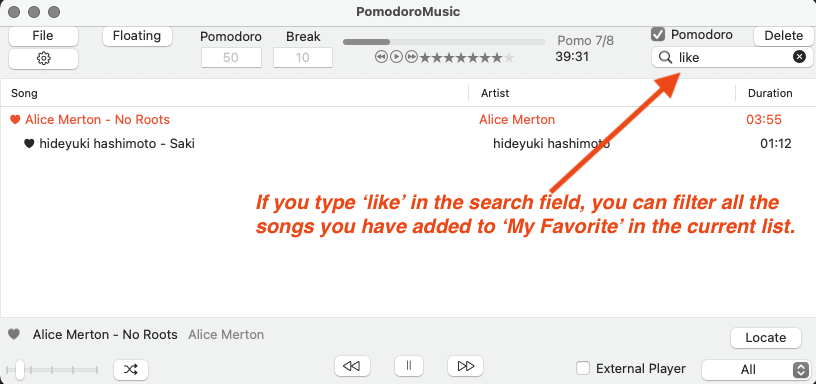 PomodoroMusic
File Floating Pomodoro Break Pomo 7/8 Pomodoro Delete
50 10 39:31 like
Song Artist Duration
Alice Merton - No Roots Alice Merton 03:55
hideyuki hashimoto - Saki hideyuki hashimoto 01:12
If you type ‘like’ in the search field, you can filter all the
songs you have added to ‘My Favorite’ in the current list.
Alice Merton - No Roots Alice Merton
Locate
External Player All